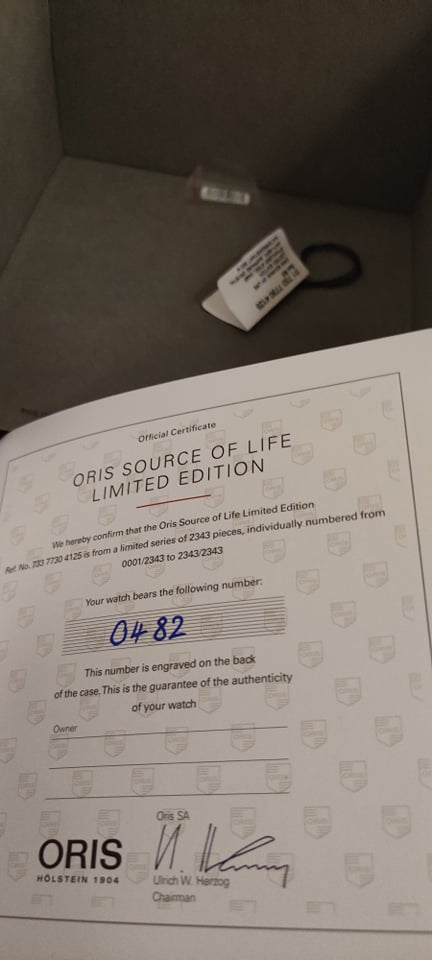 Official Certificate
ORIS SOURCE OF LIFE
LIMITED EDITION
We hereby confirm that the Oris Source of Life Limited Edition
Ref. No. 733 7730 4125 is from a limited series of 2343 pieces, individually numbered from
0001/2343 to 2343/2343
Your watch bears the following number:
0482
This number is engraved on the back
of the case. This is the guarantee of the authenticity
of your watch
Owner
Oris SA
ORIS
HÖLSTEIN 1904
Ulrich W. Herzog
Chairman